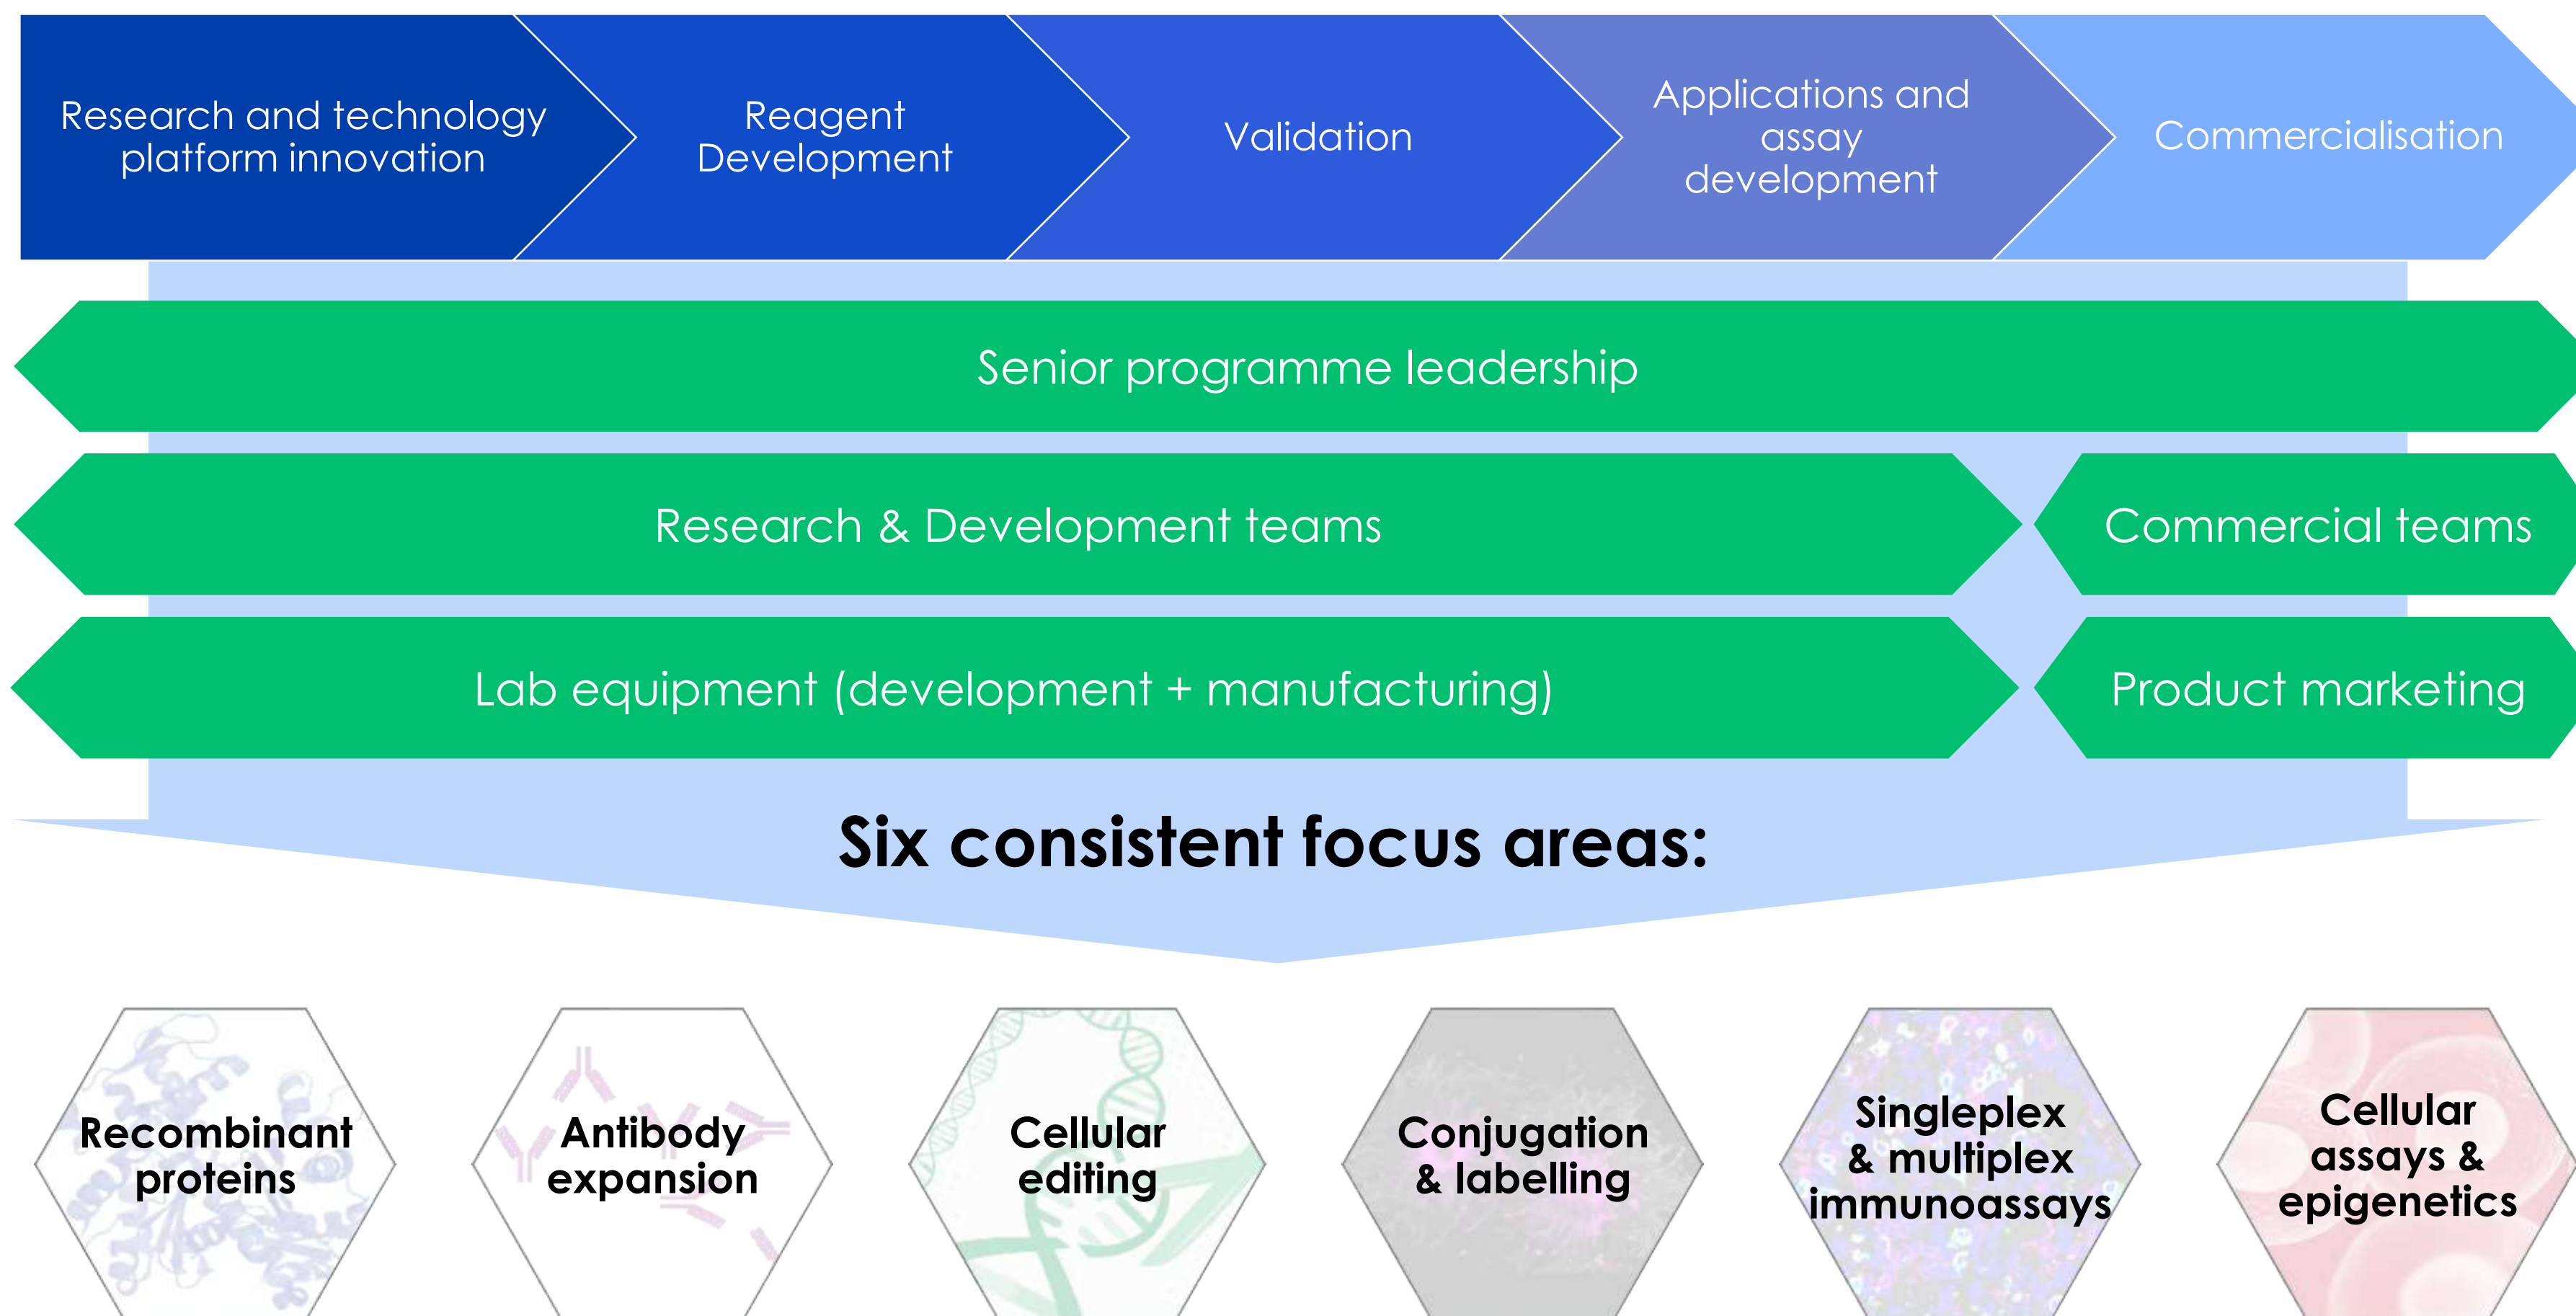 Research and technology
platform innovation
Reagent
Development
Validation
Applications and
assay
development
Commercialisation
Senior programme leadership
Research & Development teams
Commercial teams
Lab equipment (development + manufacturing)
Product marketing
Six consistent focus areas:
Recombinant
proteins
Antibody
expansion
Cellular
editing
Conjugation
& labelling
Singleplex
& multiplex
immunoassays
Cellular
assays &
epigenetics